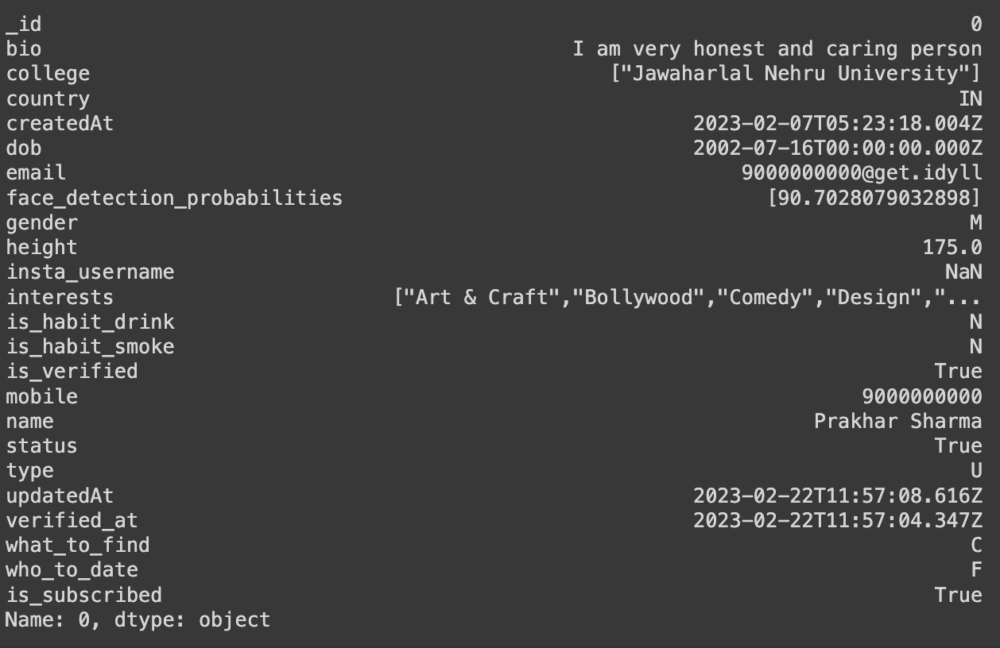 _id 0
bio I am very honest and caring person
college ["Jawaharlal Nehru University"]
country IN
createdAt 2023-02-07T05:23:18.004Z
dob 2002-07-16T00:00:00.000Z
email 9000000000@get.idyll
face_detection_probabilities [90.7028079032898]
gender M
height 175.0
insta_username NaN
interests ["Art & Craft","Bollywood","Comedy","Design","...
is_habit_drink N
is_habit_smoke N
is_verified True
mobile 9000000000
name Prakhar Sharma
status True
type U
updatedAt 2023-02-22T11:57:08.616Z
verified_at 2023-02-22T11:57:04.347Z
what_to_find C
who_to_date F
is_subscribed True
Name: 0, dtype: object